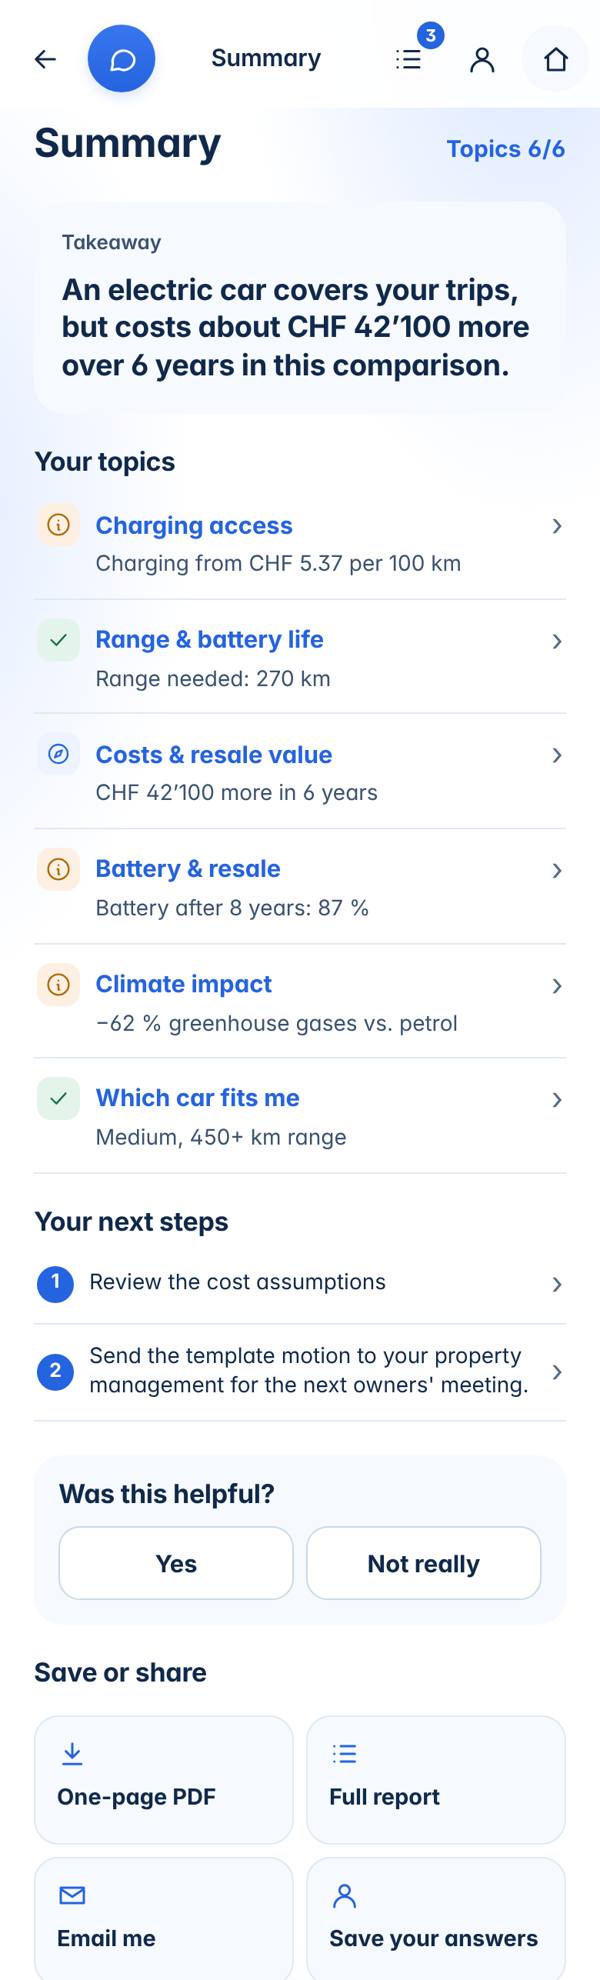 Summary
3
Summary
Topics 6/6
Takeaway
An electric car covers your trips,
but costs about CHF 42’100 more
over 6 years in this comparison.
Your topics
Charging access
Charging from CHF 5.37 per 100 km
Range & battery life
Range needed: 270 km
Costs & resale value
CHF 42’100 more in 6 years
Battery & resale
Battery after 8 years: 87 %
Climate impact
−62 % greenhouse gases vs. petrol
Which car fits me
Medium, 450+ km range
Your next steps
1 Review the cost assumptions
2 Send the template motion to your property
management for the next owners' meeting.
Was this helpful?
Yes
Not really
Save or share
One-page PDF
Full report
Email me
Save your answers